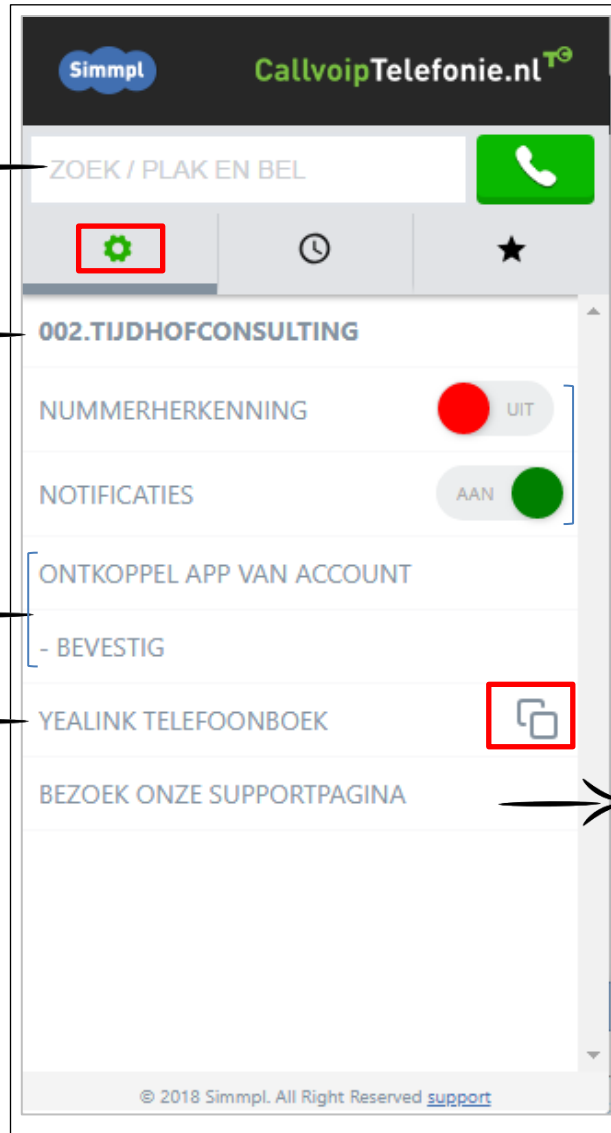 Simmpl
CallvoipTelefonie.nl TC
ZOEK / PLAK EN BEL
002.TIJDHOFCONSULTING
NUMMERHERKENNING UIT
NOTIFICATIES AAN
ONTKOPPEL APP VAN ACCOUNT
- BEVESTIG
YEALINK TELEFOONBOEK
BEZOEK ONZE SUPPORTPAGINA
© 2018 Simmpl. All Right Reserved support